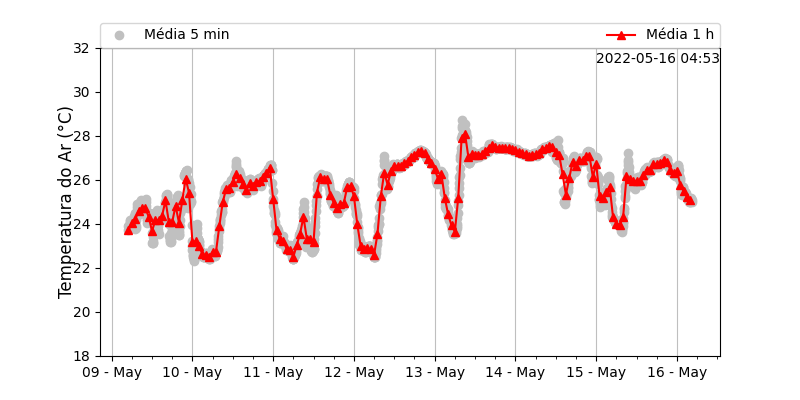 Média 5 min
Média 1 h
2022-05-16 04:53
Temperatura do Ar (°C)
32
30
28
26
24
22
20
18
09 - May
10 - May
11 - May
12 - May
13 - May
14 - May
15 - May
16 - May